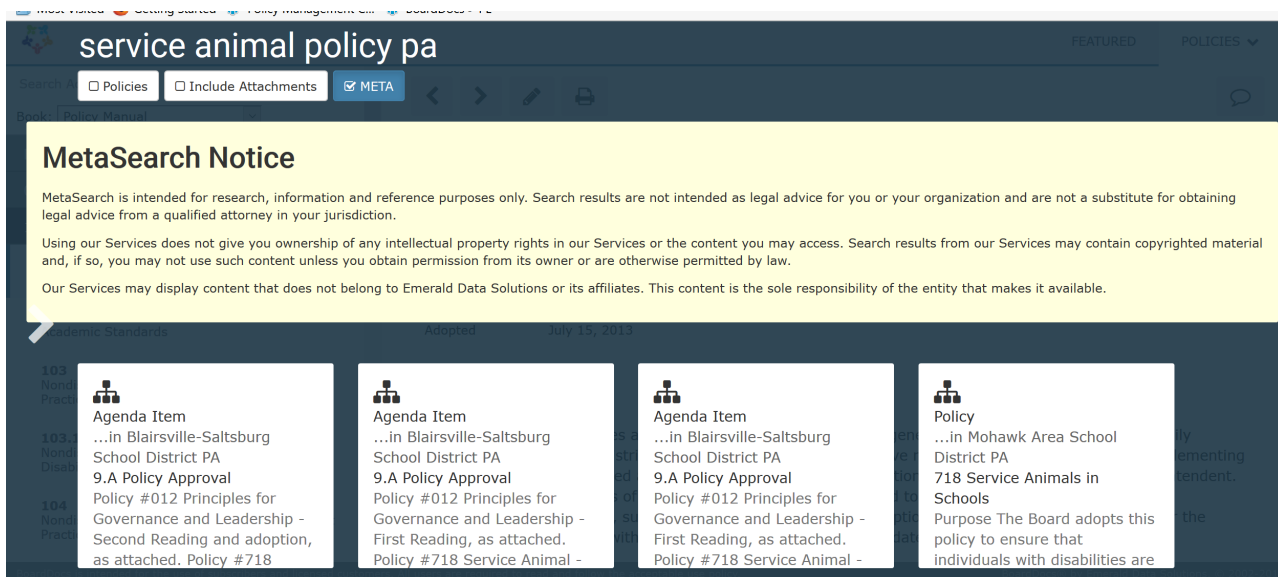 service animal policy pa
FEATURED
POLICIES
Policies
Include Attachments
META
Book: Policy Manual
MetaSearch Notice
MetaSearch is intended for research, information and reference purposes only. Search results are not intended as legal advice for you or your organization and are not a substitute for obtaining
legal advice from a qualified attorney in your jurisdiction.
Using our Services does not give you ownership of any intellectual property rights in our Services or the content you may access. Search results from our Services may contain copyrighted material
and, if so, you may not use such content unless you obtain permission from its owner or are otherwise permitted by law.
Our Services may display content that does not belong to Emerald Data Solutions or its affiliates. This content is the sole responsibility of the entity that makes it available.
Academic Standards
Adopted July 15, 2013
103
103.1
104
Agenda Item
...in Blairsville-Saltsburg
School District PA
9.A Policy Approval
Policy #012 Principles for
Governance and Leadership -
Second Reading and adoption,
as attached. Policy #718
Agenda Item
...in Blairsville-Saltsburg
School District PA
9.A Policy Approval
Policy #012 Principles for
Governance and Leadership -
First Reading, as attached.
Policy #718 Service Animal -
Agenda Item
...in Blairsville-Saltsburg
School District PA
9.A Policy Approval
Policy #012 Principles for
Governance and Leadership -
First Reading, as attached.
Policy #718 Service Animal -
Policy
...in Mohawk Area School
District PA
718 Service Animals in
Schools
Purpose The Board adopts this
policy to ensure that
individuals with disabilities are